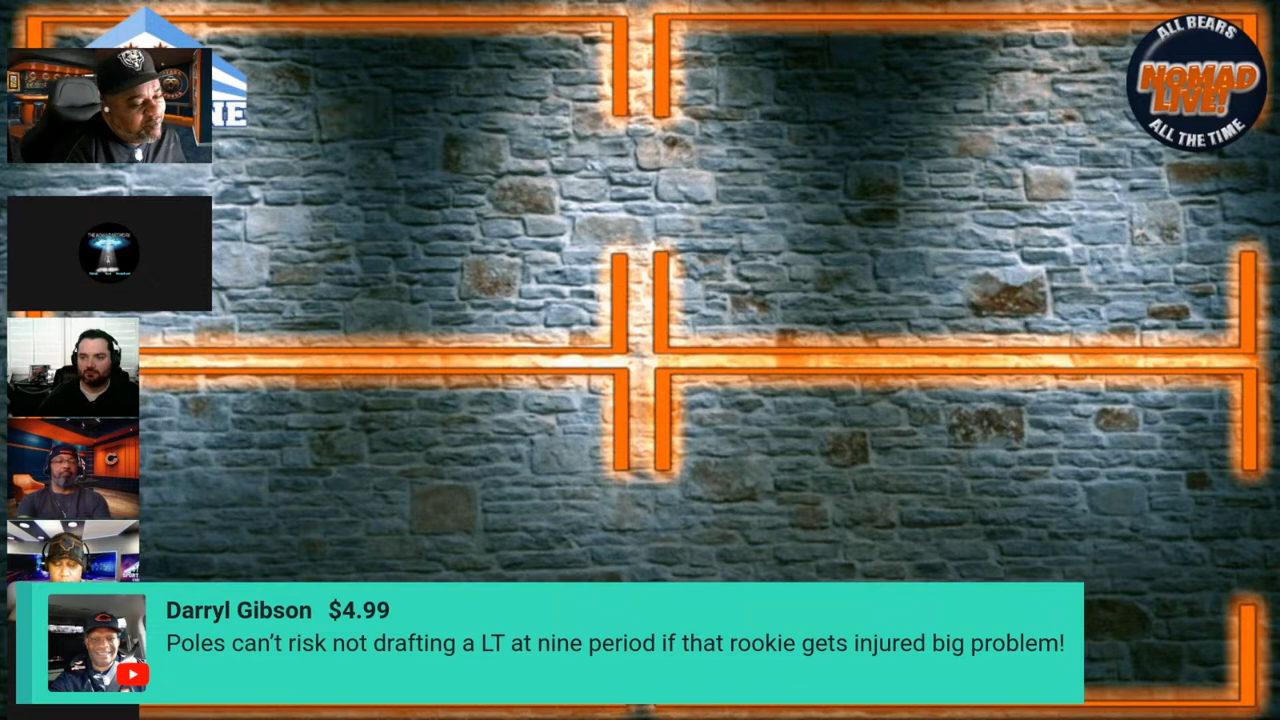 NE
ALL BEARS
NOMAD
LIVE!
ALL THE TIME
Darryl Gibson $4.99
Poles can’t risk not drafting a LT at nine period if that rookie gets injured big problem!